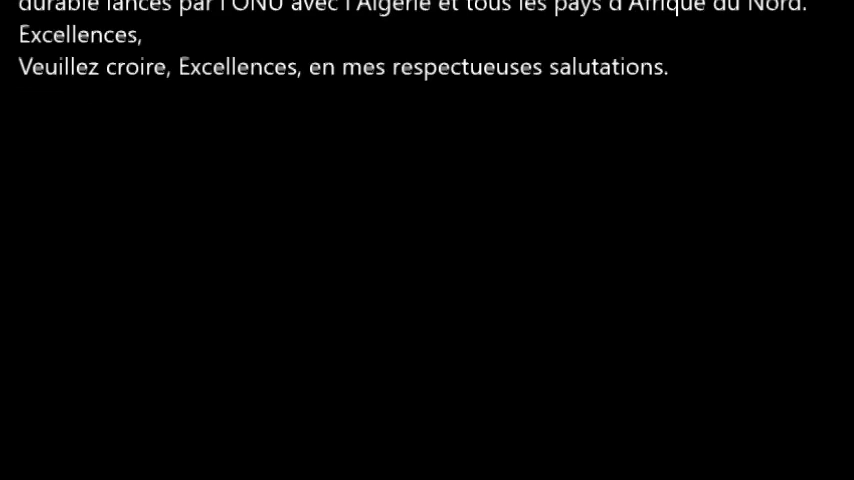 durable lancés par l'ONU avec l'Algérie et tous les pays d'Afrique du Nord.
Excellences,
Veuillez croire, Excellences, en mes respectueuses salutations.